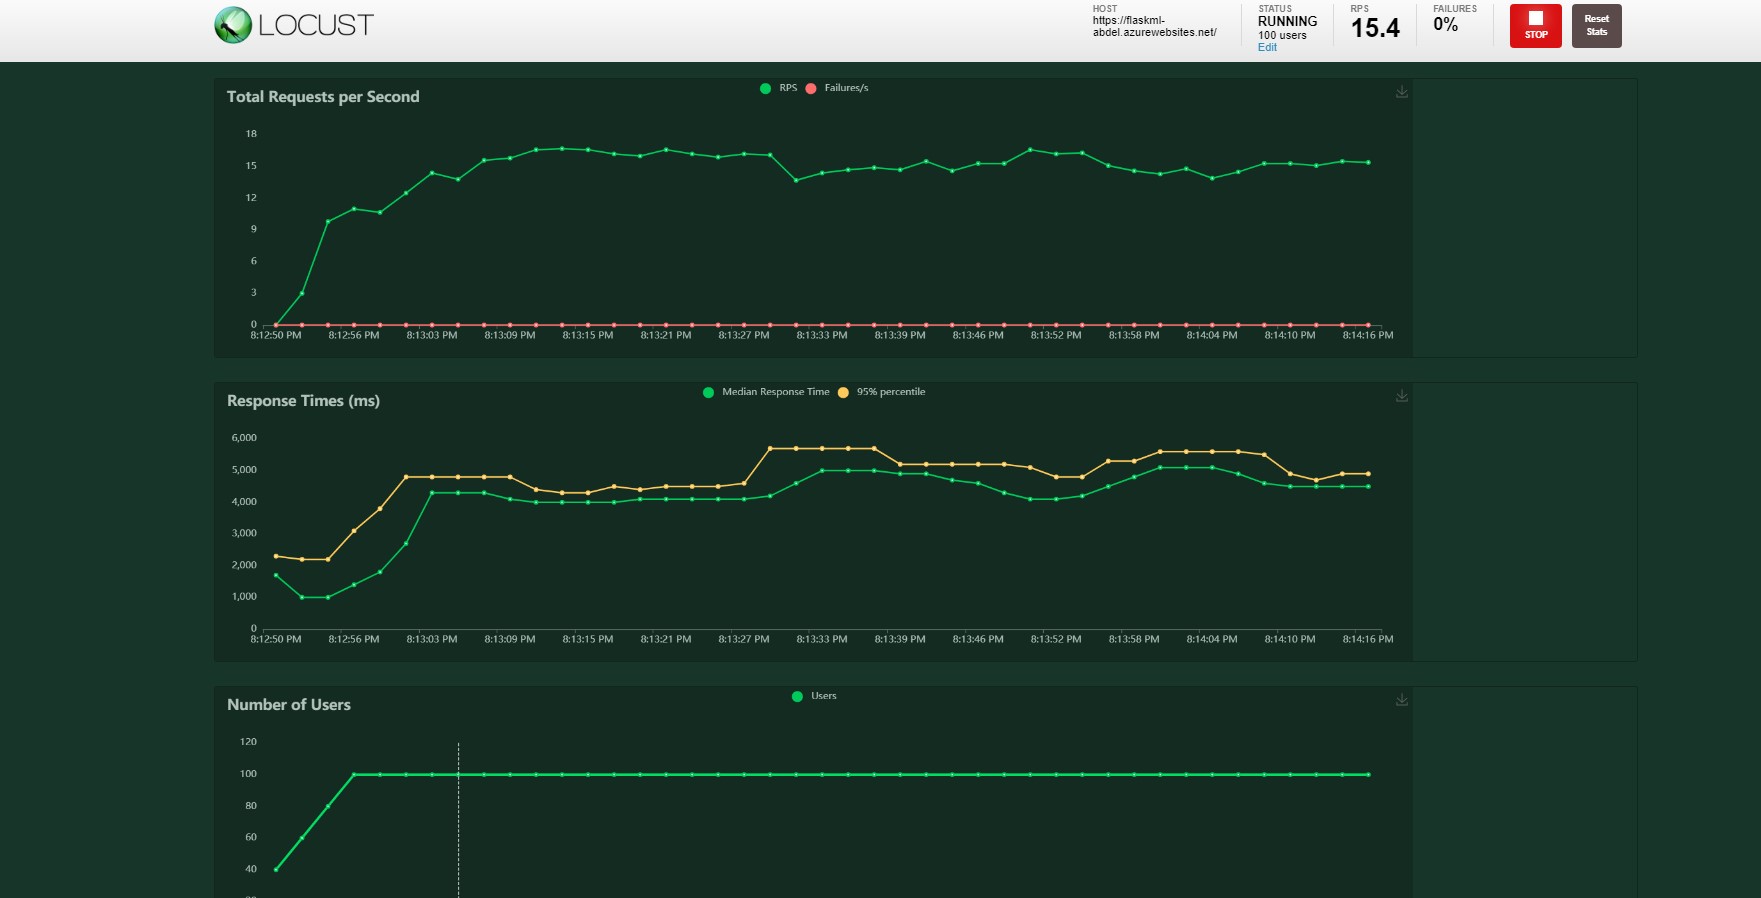 LOCUST
HOST
https://flaskml-
abdel.azurewebsites.net/
STATUS
RUNNING
100 users
Edit
RPS
15.4
FAILURES
0%
STOP
Reset
Stats
Total Requests per Second
RPS Failures/s
18
15
12
9
6
3
0
8:12:50 PM 8:12:56 PM 8:13:03 PM 8:13:09 PM 8:13:15 PM 8:13:21 PM 8:13:27 PM 8:13:33 PM 8:13:39 PM 8:13:46 PM 8:13:52 PM 8:13:58 PM 8:14:04 PM 8:14:10 PM 8:14:16 PM
Response Times (ms)
Median Response Time 95% percentile
6,000
5,000
4,000
3,000
2,000
1,000
0
8:12:50 PM 8:12:56 PM 8:13:03 PM 8:13:09 PM 8:13:15 PM 8:13:21 PM 8:13:27 PM 8:13:33 PM 8:13:39 PM 8:13:46 PM 8:13:52 PM 8:13:58 PM 8:14:04 PM 8:14:10 PM 8:14:16 PM
Number of Users
Users
120
100
80
60
40